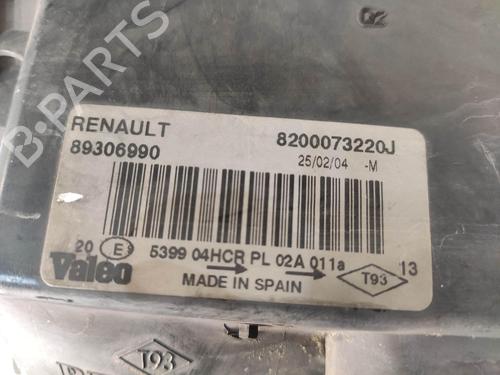 Q2
RENAULT 8200073220J
89306990 25/02/04 -M
20 E 5399 04HCR PL 02A 011a 13
Valeo MADE IN SPAIN T93
T93